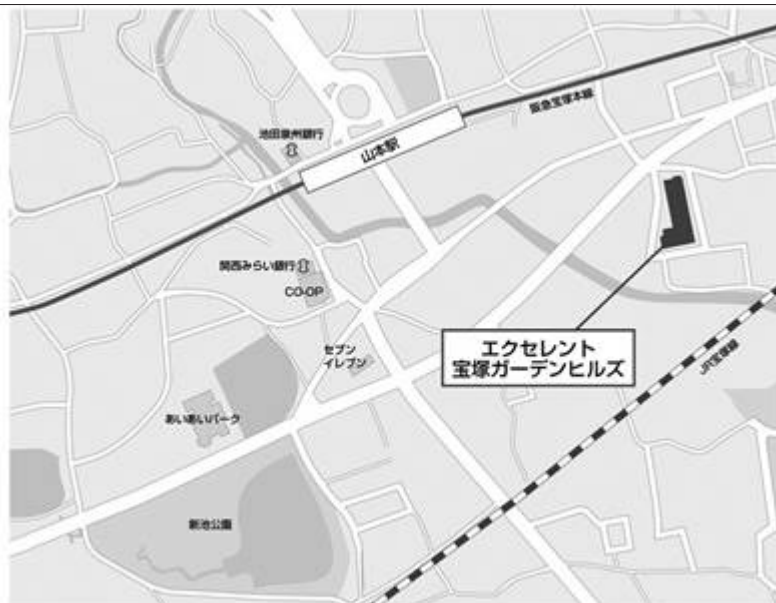 阪急宝塚本線
池田泉州銀行
山本駅
関西みらい銀行
CO-OP
エクセレント
宝塚ガーデンヒルズ
セブン
イレブン
JR宝塚線
あいあいパーク
新池公園